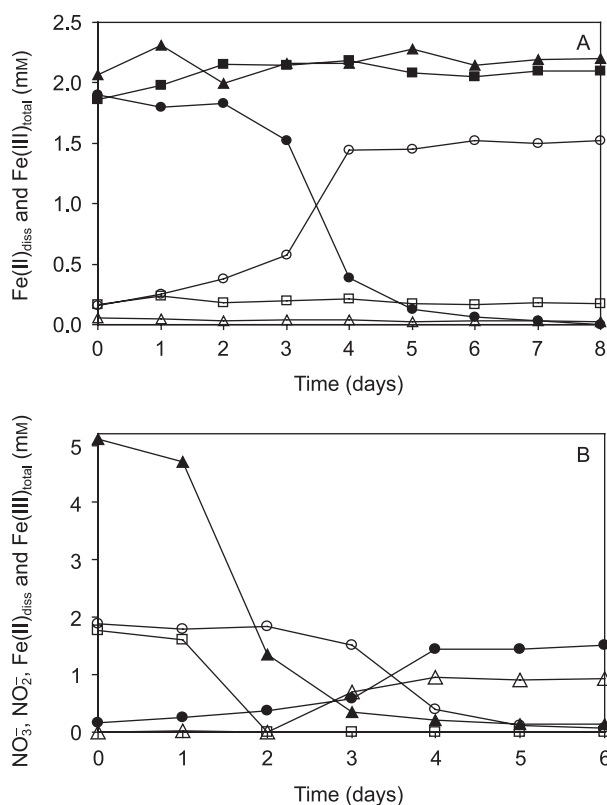 Fe(II)diss and Fe(III)total (mM)
2.5
2.0
1.5
1.0
0.5
0.0
A
0 1 2 3 4 5 6 7 8
Time (days)
NO3−, NO2−, Fe(II)diss and Fe(III)total (mM)
5
4
3
2
1
0
B
0 1 2 3 4 5 6
Time (days)